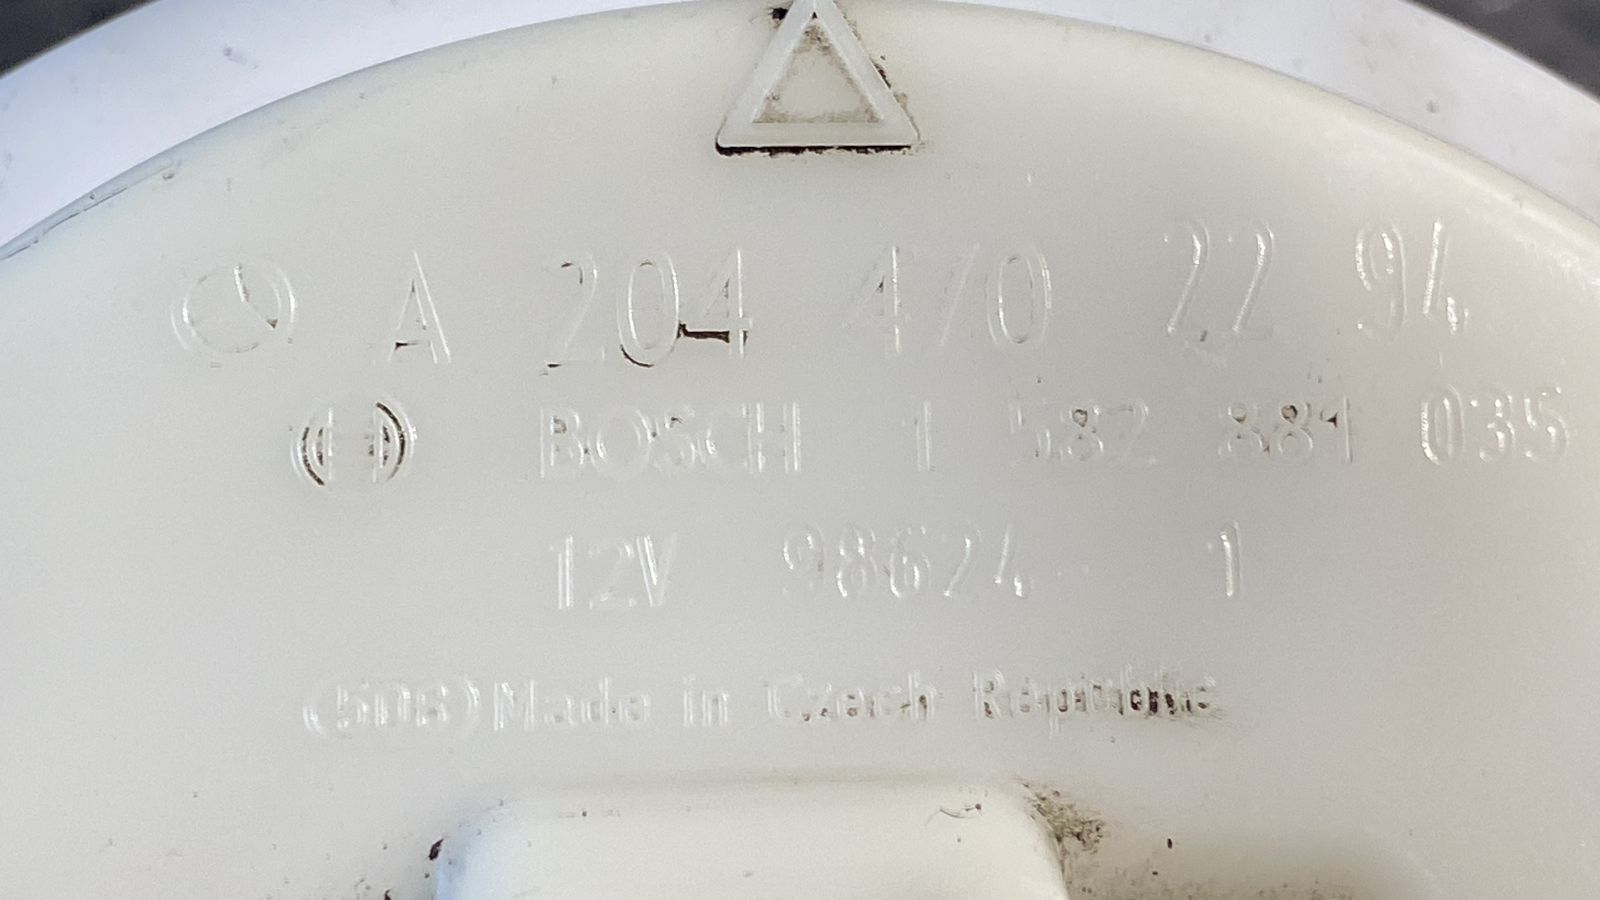 A 204 470 22 94
BOSCH 1 582 881 035
12V 98624 1
(508) Made in Czech Republic